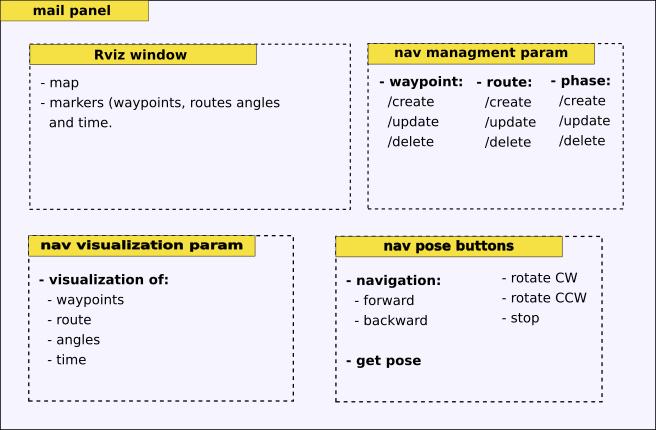 mail panel
Rviz window
- map
- markers (waypoints, routes angles
and time.
nav managment param
- waypoint:
/create
/update
/delete
- route:
/create
/update
/delete
- phase:
/create
/update
/delete
nav visualization param
- visualization of:
- waypoints
- route
- angles
- time
nav pose buttons
- navigation:
- forward
- backward
- rotate CW
- rotate CCW
- stop
- get pose